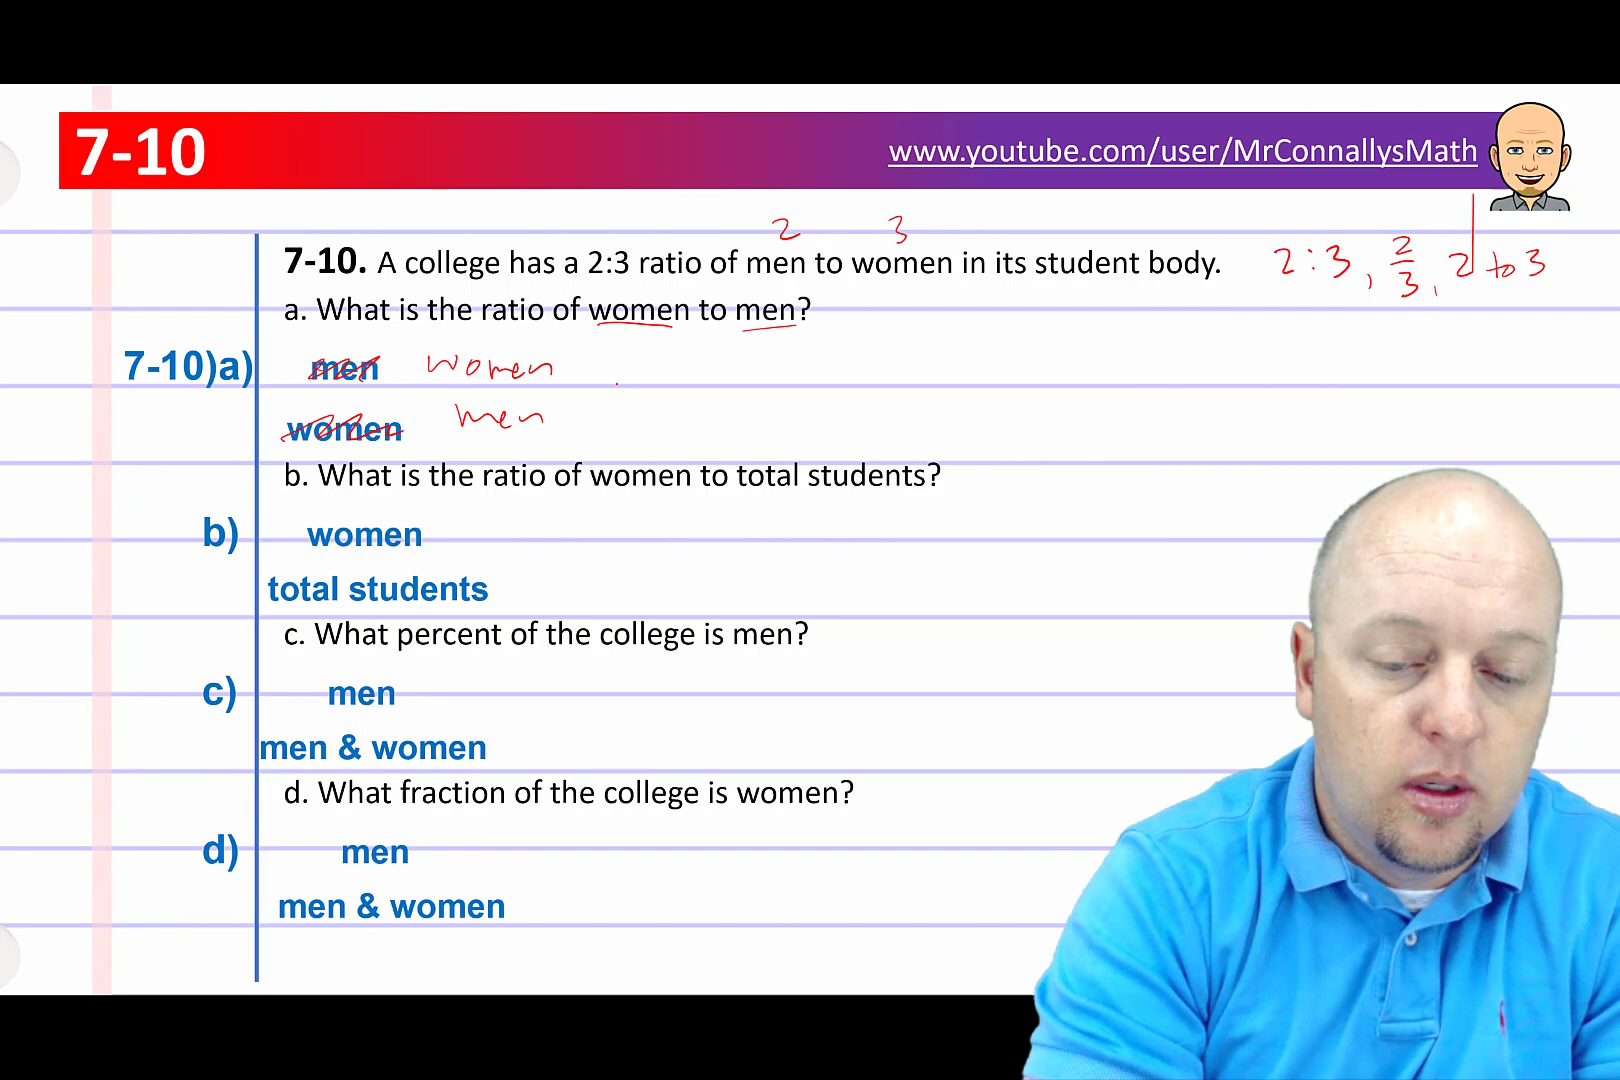 7-10
www.youtube.com/user/MrConnallysMath
2 3
7-10. A college has a 2:3 ratio of men to women in its student body. 2:3, 2/3, 2 to 3
a. What is the ratio of women to men?
7-10)a) men women
women men
b. What is the ratio of women to total students?
b) women
total students
c. What percent of the college is men?
c) men
men & women
d. What fraction of the college is women?
d) men
men & women